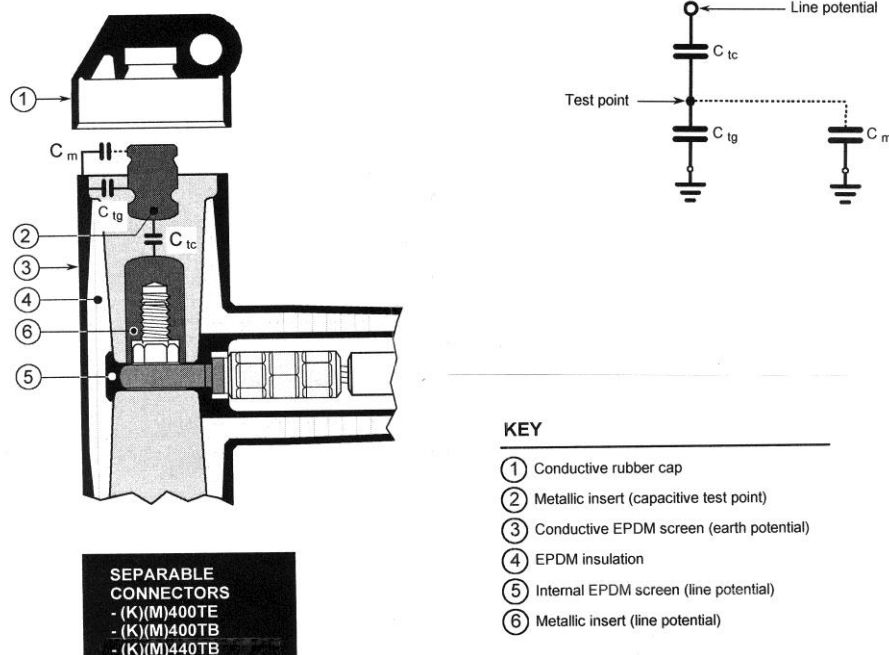 1
C m
C tg
2
C tc
3
4
6
5
Line potential
C tc
Test point
C tg
C m
KEY
1 Conductive rubber cap
2 Metallic insert (capacitive test point)
3 Conductive EPDM screen (earth potential)
4 EPDM insulation
5 Internal EPDM screen (line potential)
6 Metallic insert (line potential)
SEPARABLE
CONNECTORS
- (K)(M)400TE
- (K)(M)400TB
- (K)(M)440TB